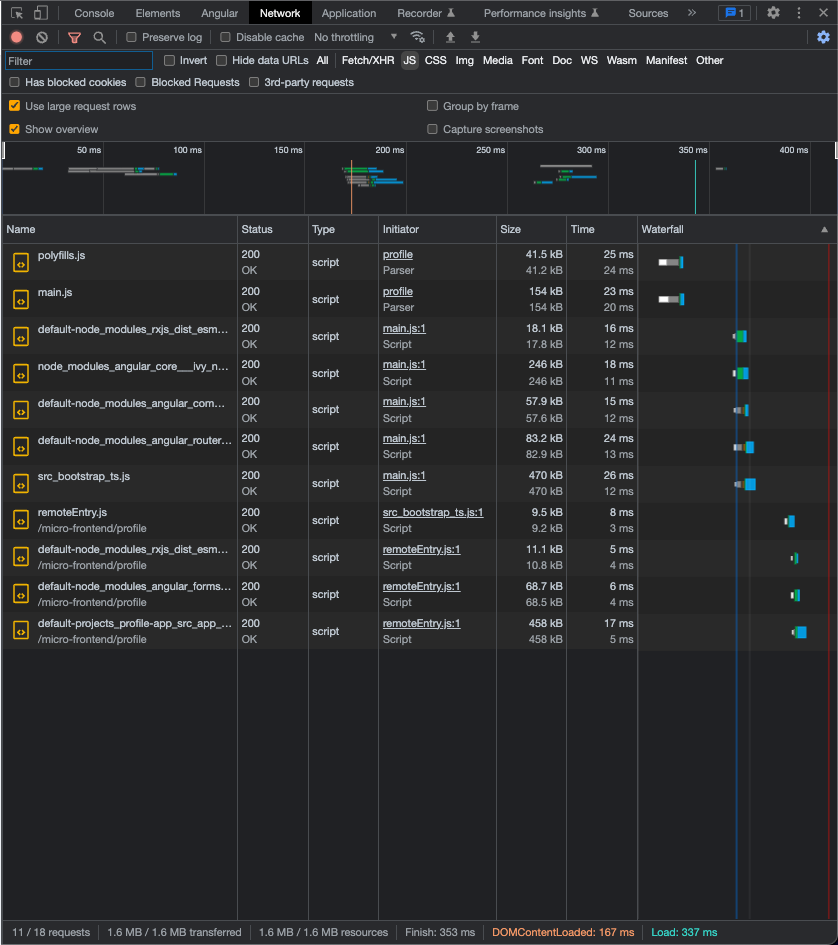 Console Elements Angular Network Application Recorder Performance insights Sources » 1
Preserve log Disable cache No throttling
Filter Invert Hide data URLs All Fetch/XHR JS CSS Img Media Font Doc WS Wasm Manifest Other
Has blocked cookies Blocked Requests 3rd-party requests
Use large request rows Group by frame
Show overview Capture screenshots
50 ms 100 ms 150 ms 200 ms 250 ms 300 ms 350 ms 400 ms
Name Status Type Initiator Size Time Waterfall
polyfills.js 200 OK script profile Parser 41.5 kB 41.2 kB 25 ms 24 ms
main.js 200 OK script profile Parser 154 kB 154 kB 23 ms 20 ms
default-node_modules_rxjs_dist_esm... 200 OK script main.js:1 Script 18.1 kB 17.8 kB 16 ms 12 ms
node_modules_angular_core___ivy_n... 200 OK script main.js:1 Script 246 kB 246 kB 18 ms 11 ms
default-node_modules_angular_com... 200 OK script main.js:1 Script 57.9 kB 57.6 kB 15 ms 12 ms
default-node_modules_angular_router... 200 OK script main.js:1 Script 83.2 kB 82.9 kB 24 ms 13 ms
src_bootstrap_ts.js 200 OK script main.js:1 Script 470 kB 470 kB 26 ms 12 ms
remoteEntry.js /micro-frontend/profile 200 OK script src_bootstrap_ts.js:1 Script 9.5 kB 9.2 kB 8 ms 3 ms
default-node_modules_rxjs_dist_esm... /micro-frontend/profile 200 OK script remoteEntry.js:1 Script 11.1 kB 10.8 kB 5 ms 4 ms
default-node_modules_angular_forms... /micro-frontend/profile 200 OK script remoteEntry.js:1 Script 68.7 kB 68.5 kB 6 ms 4 ms
default-projects_profile-app_src_app_... /micro-frontend/profile 200 OK script remoteEntry.js:1 Script 458 kB 458 kB 17 ms 5 ms
11 / 18 requests 1.6 MB / 1.6 MB transferred 1.6 MB / 1.6 MB resources Finish: 353 ms DOMContentLoaded: 167 ms Load: 337 ms